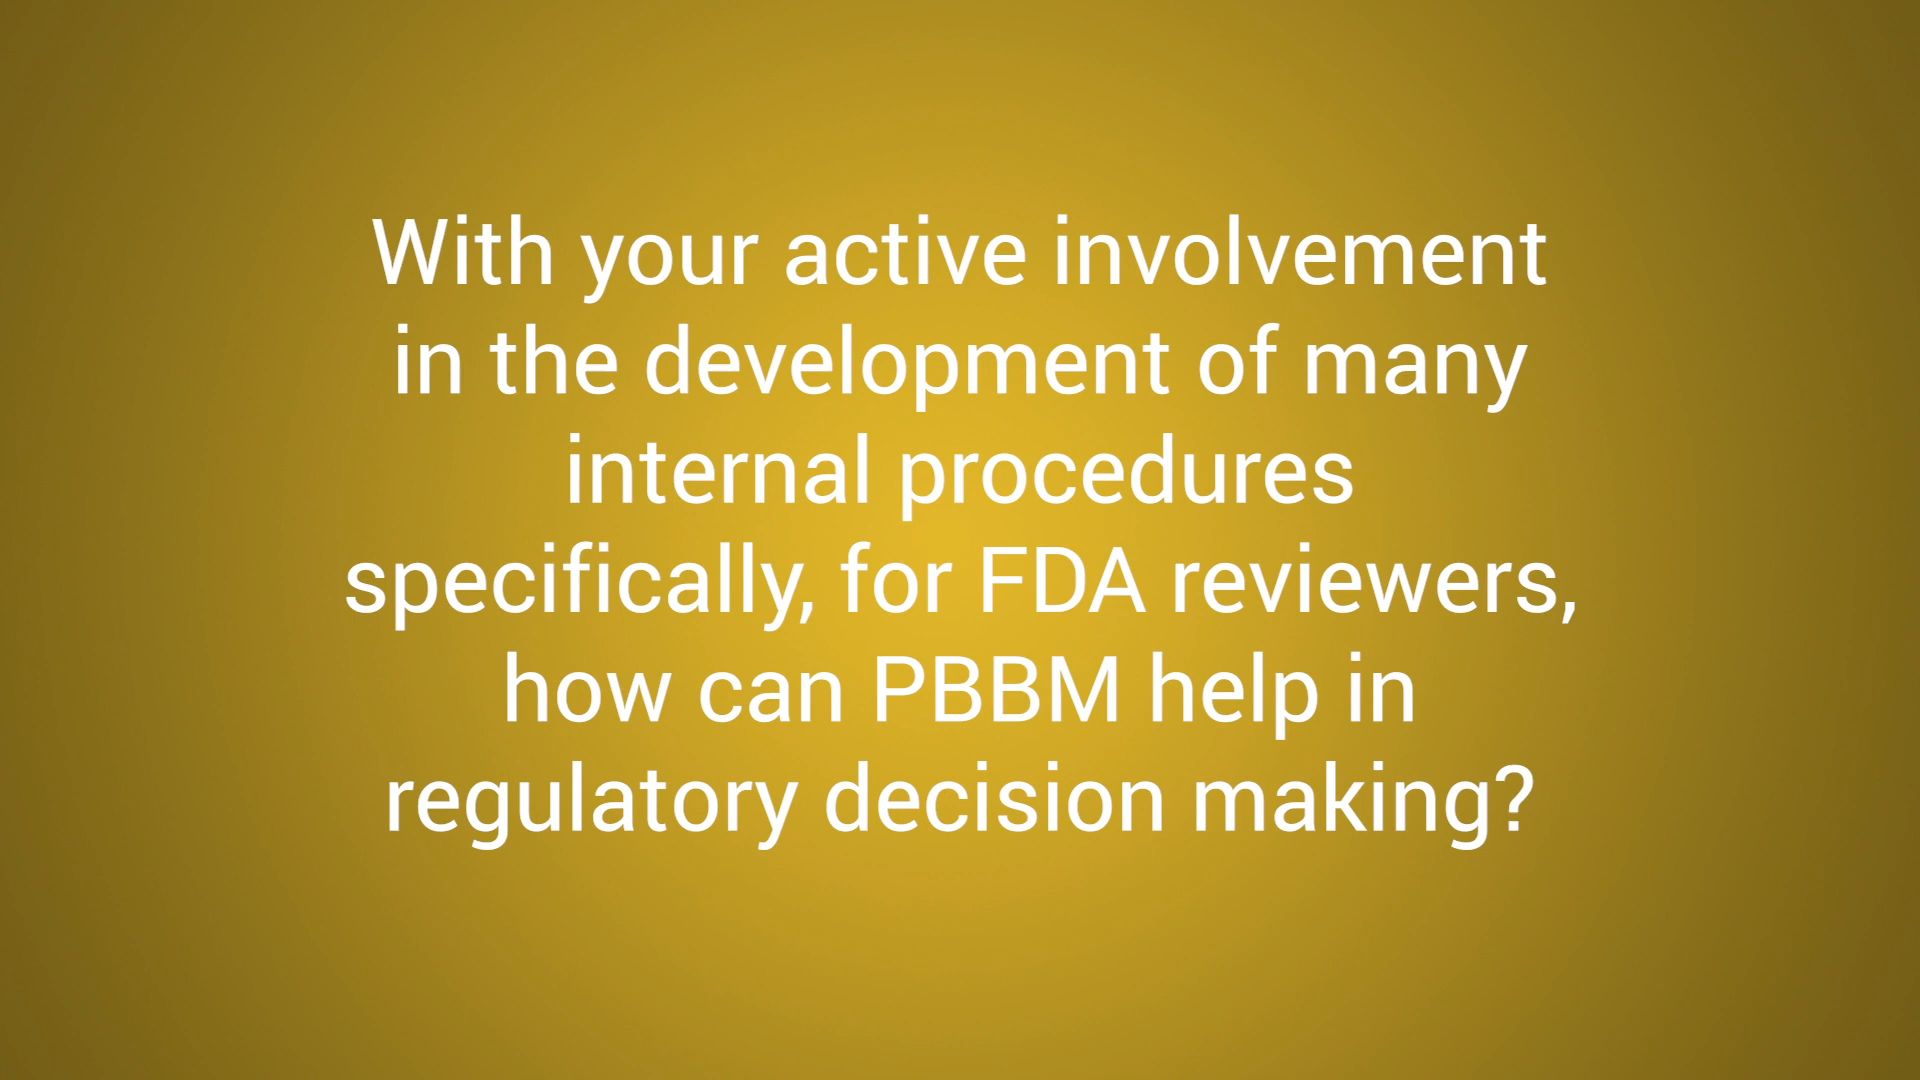 With your active involvement
in the development of many
internal procedures
specifically, for FDA reviewers,
how can PBBM help in
regulatory decision making?